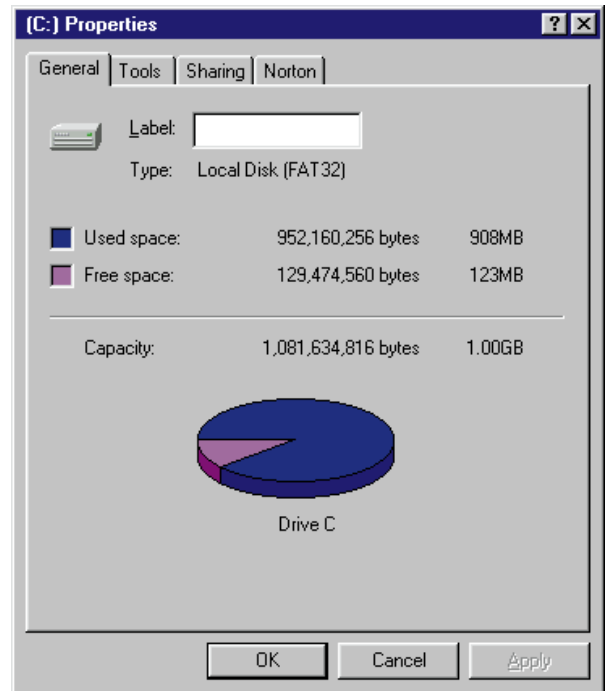 (C:) Properties
General Tools Sharing Norton
Label:
Type: Local Disk (FAT32)
Used space: 952,160,256 bytes 908MB
Free space: 129,474,560 bytes 123MB
Capacity: 1,081,634,816 bytes 1.00GB
Drive C
OK Cancel Apply